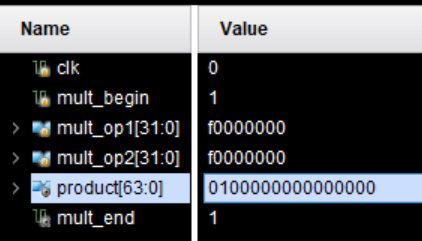 Name Value
clk 0
mult_begin 1
mult_op1[31:0] f0000000
mult_op2[31:0] f0000000
product[63:0] 0100000000000000
mult_end 1